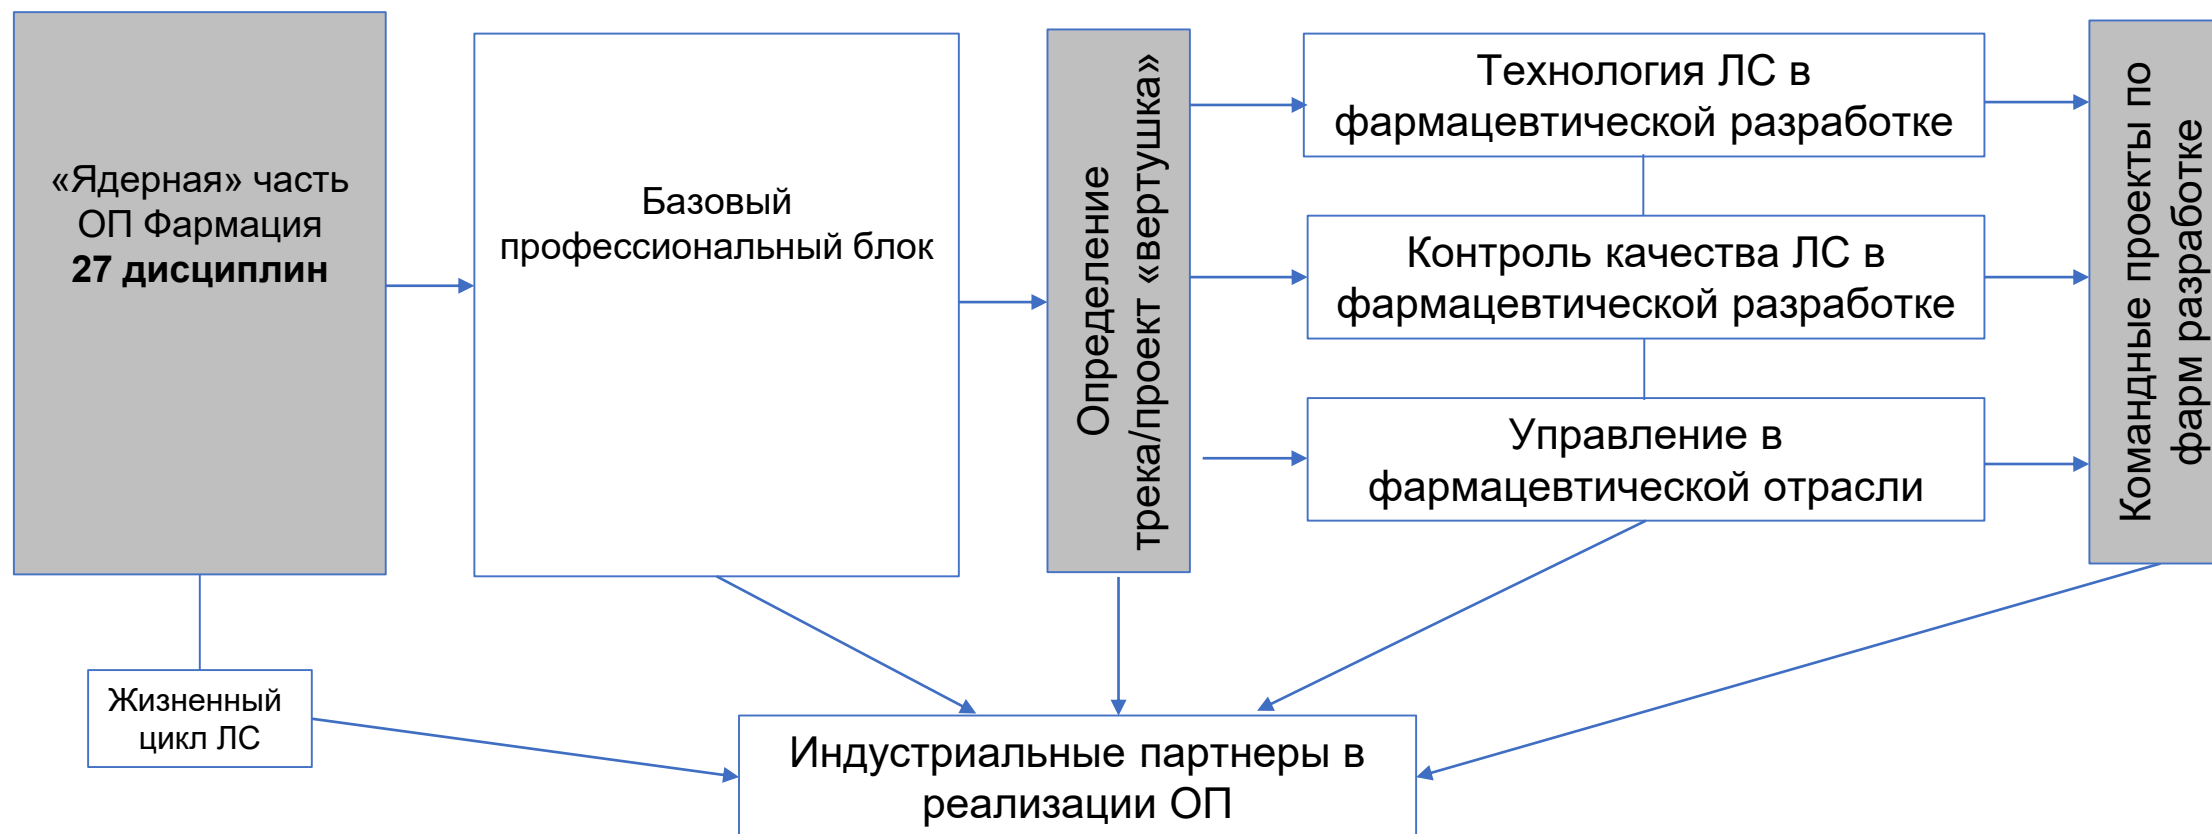 «Ядерная» часть
ОП Фармация
27 дисциплин
Базовый
профессиональный блок
Определение
трека/проект «вертушка»
Технология ЛС в
фармацевтической разработке
Контроль качества ЛС в
фармацевтической разработке
Управление в
фармацевтической отрасли
Командные проекты по
фарм разработке
Жизненный
цикл ЛС
Индустриальные партнеры в
реализации ОП